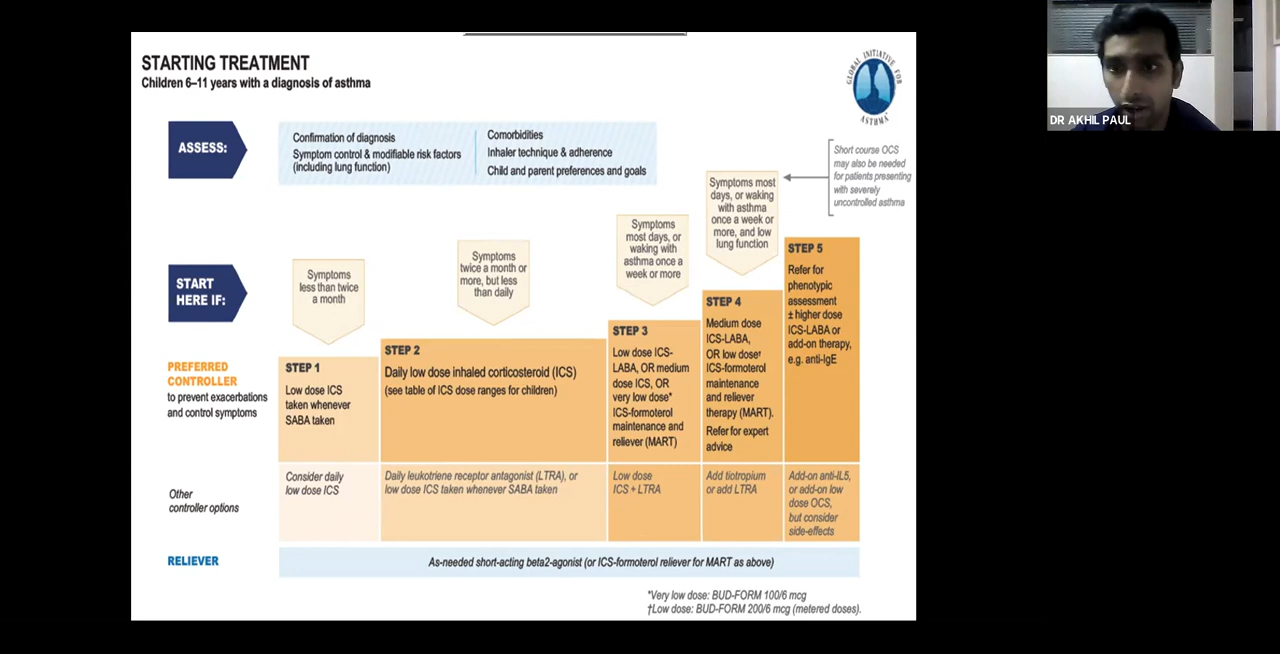 STARTING TREATMENT
Children 6–11 years with a diagnosis of asthma
GLOBAL INITIATIVE FOR
ASTHMA
DR AKHIL PAUL
ASSESS:
Confirmation of diagnosis
Symptom control & modifiable risk factors
(including lung function)
Comorbidities
Inhaler technique & adherence
Child and parent preferences and goals
Short course OCS
may also be needed
for patients presenting
with severely
uncontrolled asthma
START
HERE IF:
Symptoms
less than twice
a month
Symptoms
twice a month or
more, but less
than daily
Symptoms
most days, or
waking with
asthma once a
week or more
Symptoms most
days, or waking
with asthma
once a week or
more, and low
lung function
PREFERRED
CONTROLLER
to prevent exacerbations
and control symptoms
STEP 1
Low dose ICS
taken whenever
SABA taken
STEP 2
Daily low dose inhaled corticosteroid (ICS)
(see table of ICS dose ranges for children)
STEP 3
Low dose ICS-
LABA, OR medium
dose ICS, OR
very low dose*
ICS-formoterol
maintenance and
reliever (MART)
STEP 4
Medium dose
ICS-LABA,
OR low dose†
ICS-formoterol
maintenance
and reliever
therapy (MART).
Refer for expert
advice
STEP 5
Refer for
phenotypic
assessment
± higher dose
ICS-LABA or
add-on therapy,
e.g. anti-IgE
Other
controller options
Consider daily
low dose ICS
Daily leukotriene receptor antagonist (LTRA), or
low dose ICS taken whenever SABA taken
Low dose
ICS + LTRA
Add tiotropium
or add LTRA
Add-on anti-IL5,
or add-on low
dose OCS,
but consider
side-effects
RELIEVER
As-needed short-acting beta2-agonist (or ICS-formoterol reliever for MART as above)
*Very low dose: BUD-FORM 100/6 mcg
†Low dose: BUD-FORM 200/6 mcg (metered doses).